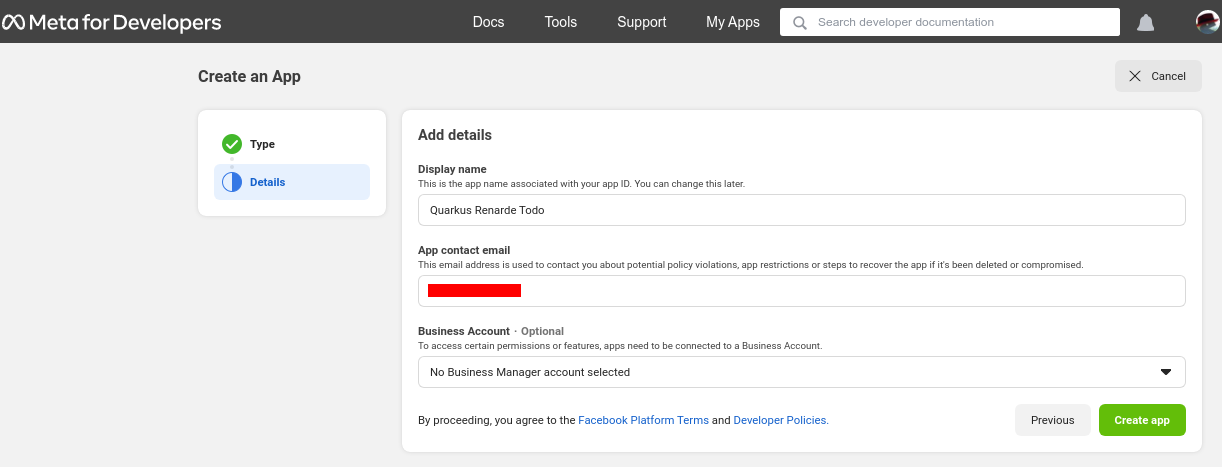 Meta for Developers
Docs Tools Support My Apps Search developer documentation
Create an App
Cancel
Type
Details
Add details
Display name
This is the app name associated with your app ID. You can change this later.
Quarkus Renarde Todo
App contact email
This email address is used to contact you about potential policy violations, app restrictions or steps to recover the app if it's been deleted or compromised.
Business Account · Optional
To access certain permissions or features, apps need to be connected to a Business Account.
No Business Manager account selected
By proceeding, you agree to the Facebook Platform Terms and Developer Policies.
Previous Create app